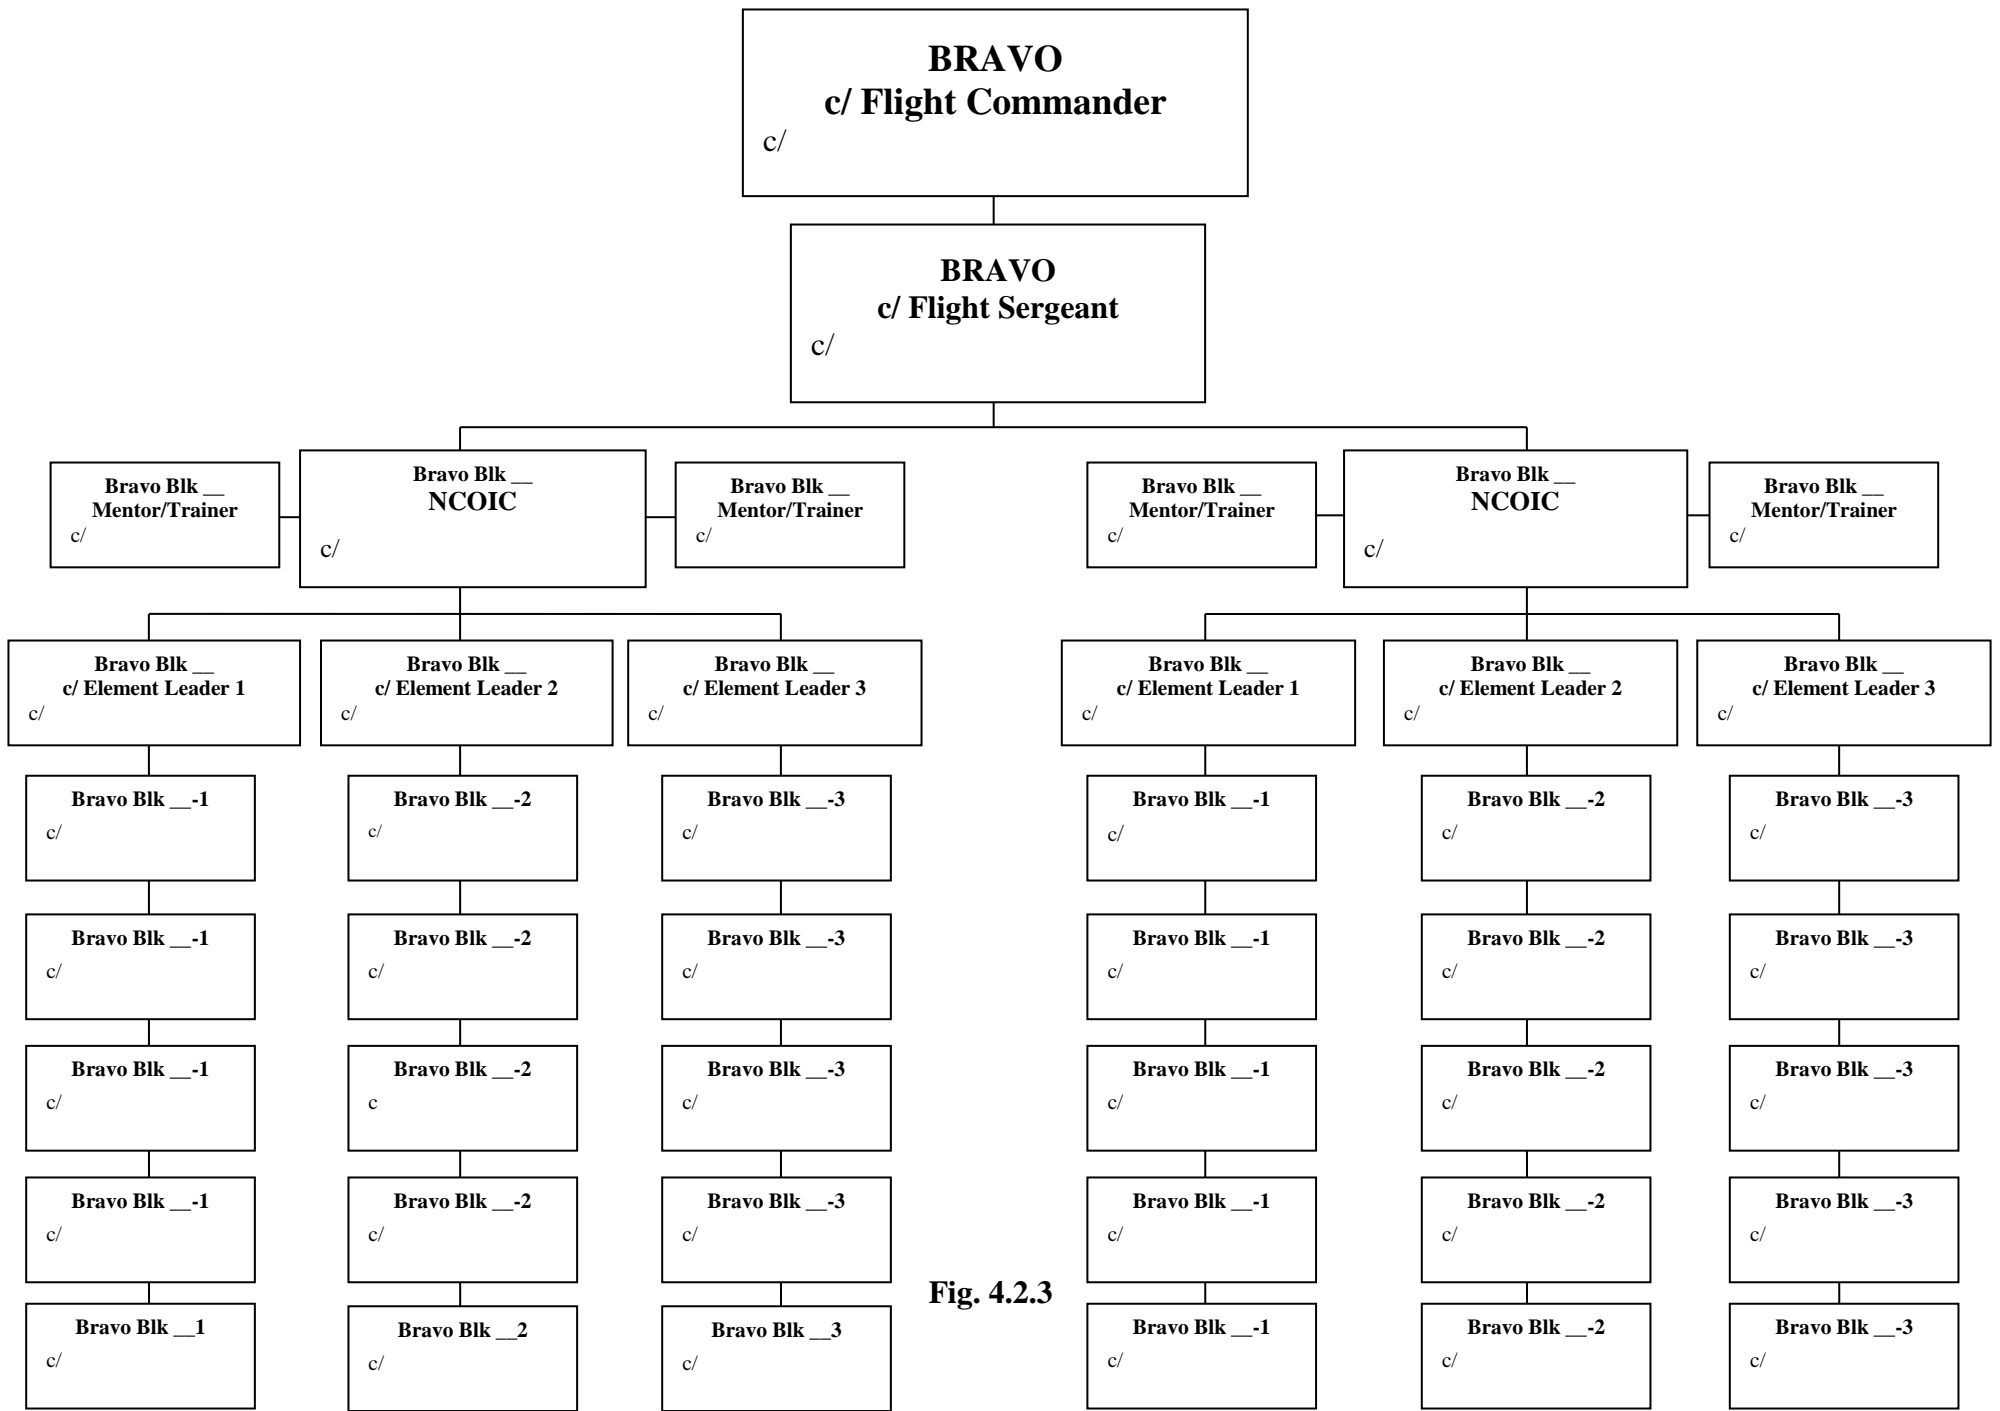 BRAVO
c/ Flight Commander
c/
BRAVO
c/ Flight Sergeant
c/
Bravo Blk __
Mentor/Trainer
c/
Bravo Blk __
NCOIC
c/
Bravo Blk __
Mentor/Trainer
c/
Bravo Blk __
Mentor/Trainer
c/
Bravo Blk __
NCOIC
c/
Bravo Blk __
Mentor/Trainer
c/
Bravo Blk __
c/ Element Leader 1
c/
Bravo Blk __
c/ Element Leader 2
c/
Bravo Blk __
c/ Element Leader 3
c/
Bravo Blk __
c/ Element Leader 1
c/
Bravo Blk __
c/ Element Leader 2
c/
Bravo Blk __
c/ Element Leader 3
c/
Bravo Blk __-1
c/
Bravo Blk __-2
c/
Bravo Blk __-3
c/
Bravo Blk __-1
c/
Bravo Blk __-2
c/
Bravo Blk __-3
c/
Bravo Blk __-1
c/
Bravo Blk __-2
c/
Bravo Blk __-3
c/
Bravo Blk __-1
c/
Bravo Blk __-2
c/
Bravo Blk __-3
c/
Bravo Blk __-1
c/
Bravo Blk __-2
c
Bravo Blk __-3
c/
Bravo Blk __-1
c/
Bravo Blk __-2
c/
Bravo Blk __-3
c/
Bravo Blk __-1
c/
Bravo Blk __-2
c/
Bravo Blk __-3
c/
Bravo Blk __-1
c/
Bravo Blk __-2
c/
Bravo Blk __-3
c/
Fig. 4.2.3
Bravo Blk __1
c/
Bravo Blk __2
c/
Bravo Blk __3
c/
Bravo Blk __-1
c/
Bravo Blk __-2
c/
Bravo Blk __-3
c/